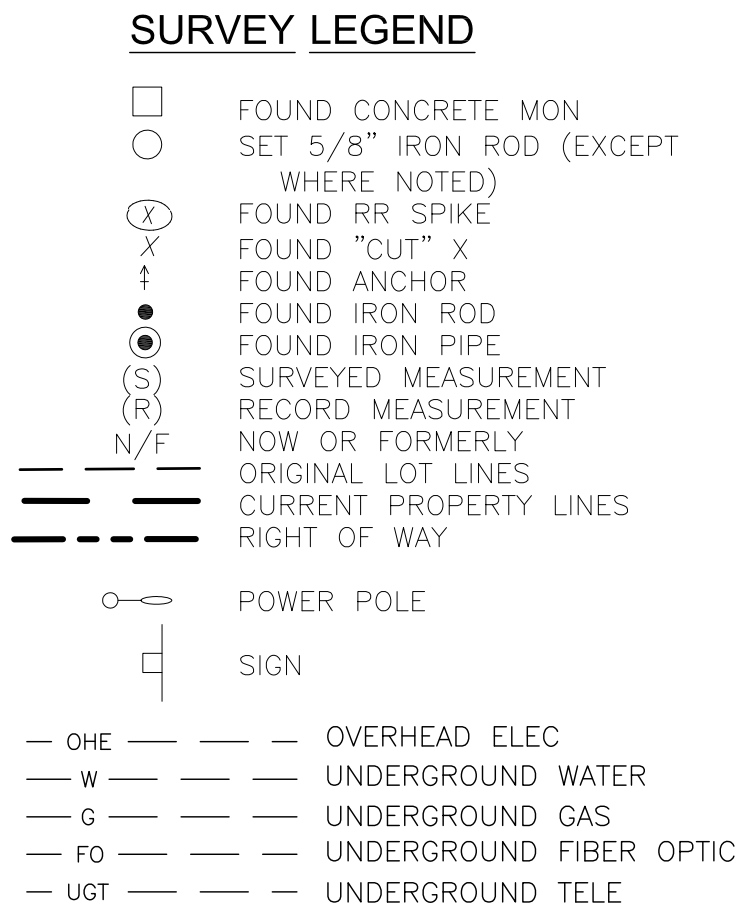 SURVEY LEGEND
FOUND CONCRETE MON
SET 5/8" IRON ROD (EXCEPT
WHERE NOTED)
X FOUND RR SPIKE
X FOUND "CUT" X
FOUND ANCHOR
FOUND IRON ROD
FOUND IRON PIPE
(S) SURVEYED MEASUREMENT
(R) RECORD MEASUREMENT
N/F NOW OR FORMERLY
ORIGINAL LOT LINES
CURRENT PROPERTY LINES
RIGHT OF WAY
POWER POLE
SIGN
OHE OVERHEAD ELEC
W UNDERGROUND WATER
G UNDERGROUND GAS
FO UNDERGROUND FIBER OPTIC
UGT UNDERGROUND TELE